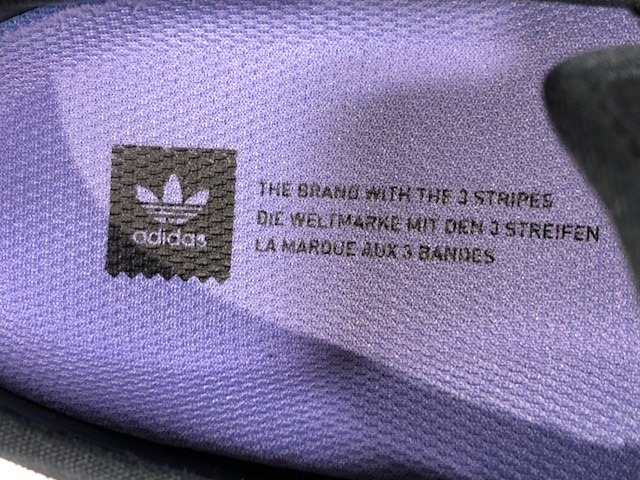 adidas
THE BRAND WITH THE 3 STRIPES
DIE WELTMARKE MIT DEN 3 STREIFEN
LA MARQUE AUX 3 BANDES